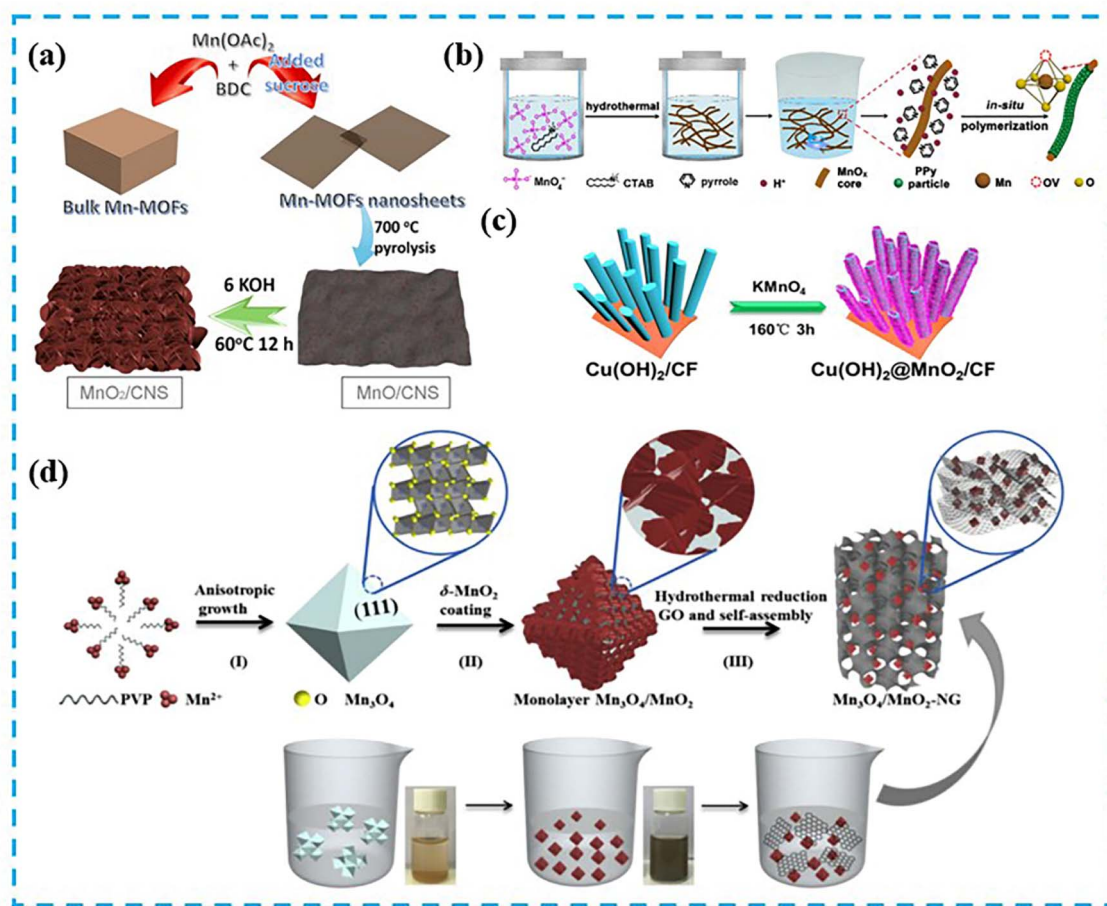 (a)
Mn(OAc)₂
+
BDC
Added
sucrose
Bulk Mn-MOFs
Mn-MOFs nanosheets
700 °C
pyrolysis
6 KOH
60°C 12 h
MnO₂/CNS
MnO/CNS
(b)
hydrothermal
in-situ
polymerization
MnO₄⁻
CTAB
pyrrole
H⁺
MnOₓ
core
PPy
particle
Mn
OV
O
(c)
KMnO₄
160℃ 3h
Cu(OH)₂/CF
Cu(OH)₂@MnO₂/CF
(d)
Anisotropic
growth
(I)
(111)
δ-MnO₂
coating
(II)
Hydrothermal reduction
GO and self-assembly
(III)
PVP
Mn²⁺
O
Mn₃O₄
Monolayer Mn₃O₄/MnO₂
Mn₃O₄/MnO₂-NG